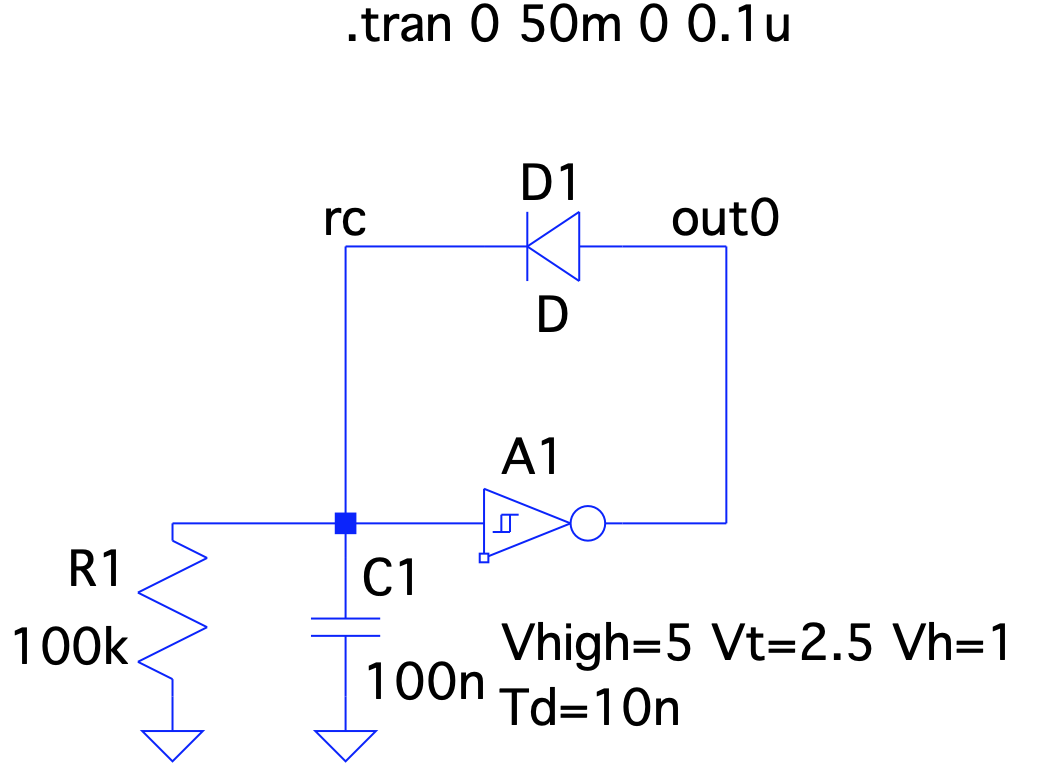 .tran 0 50m 0 0.1u
D1
rc
out0
D
A1
R1
C1
100k
Vhigh=5 Vt=2.5 Vh=1
100n
Td=10n